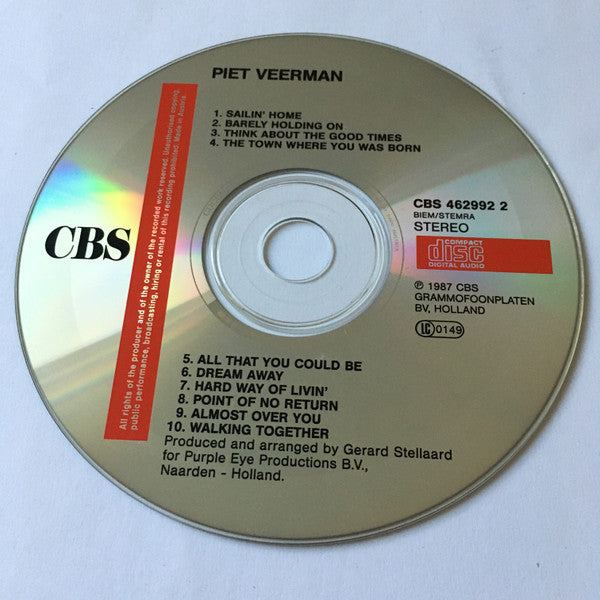 PIET VEERMAN
1. SAILIN' HOME
2. BARELY HOLDING ON
3. THINK ABOUT THE GOOD TIMES
4. THE TOWN WHERE YOU WAS BORN
All rights of the producer and of the owner of the recorded work reserved. Unauthorised copying,
public performance, broadcasting, hiring or rental of this recording prohibited. Made in Austria.
CBS
CBS 462992 2
BIEM/STEMRA
STEREO
COMPACT
disc
DIGITAL AUDIO
℗ 1987 CBS
GRAMMOFOONPLATEN
BV, HOLLAND
LC 0149
5. ALL THAT YOU COULD BE
6. DREAM AWAY
7. HARD WAY OF LIVIN'
8. POINT OF NO RETURN
9. ALMOST OVER YOU
10. WALKING TOGETHER
Produced and arranged by Gerard Stellaard
for Purple Eye Productions B.V.,
Naarden - Holland.